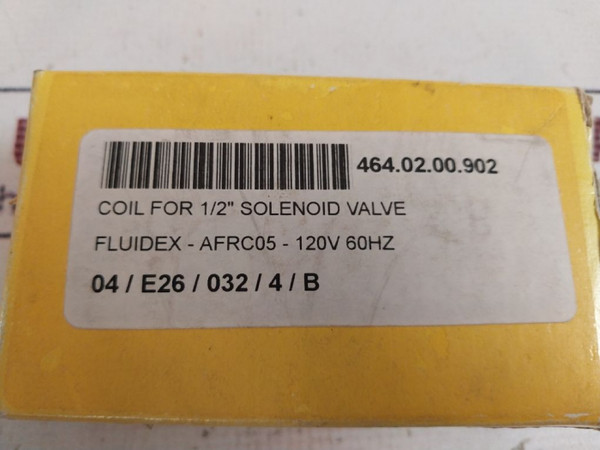 464.02.00.902
COIL FOR 1/2" SOLENOID VALVE
FLUIDEX - AFRC05 - 120V 60HZ
04 / E26 / 032 / 4 / B